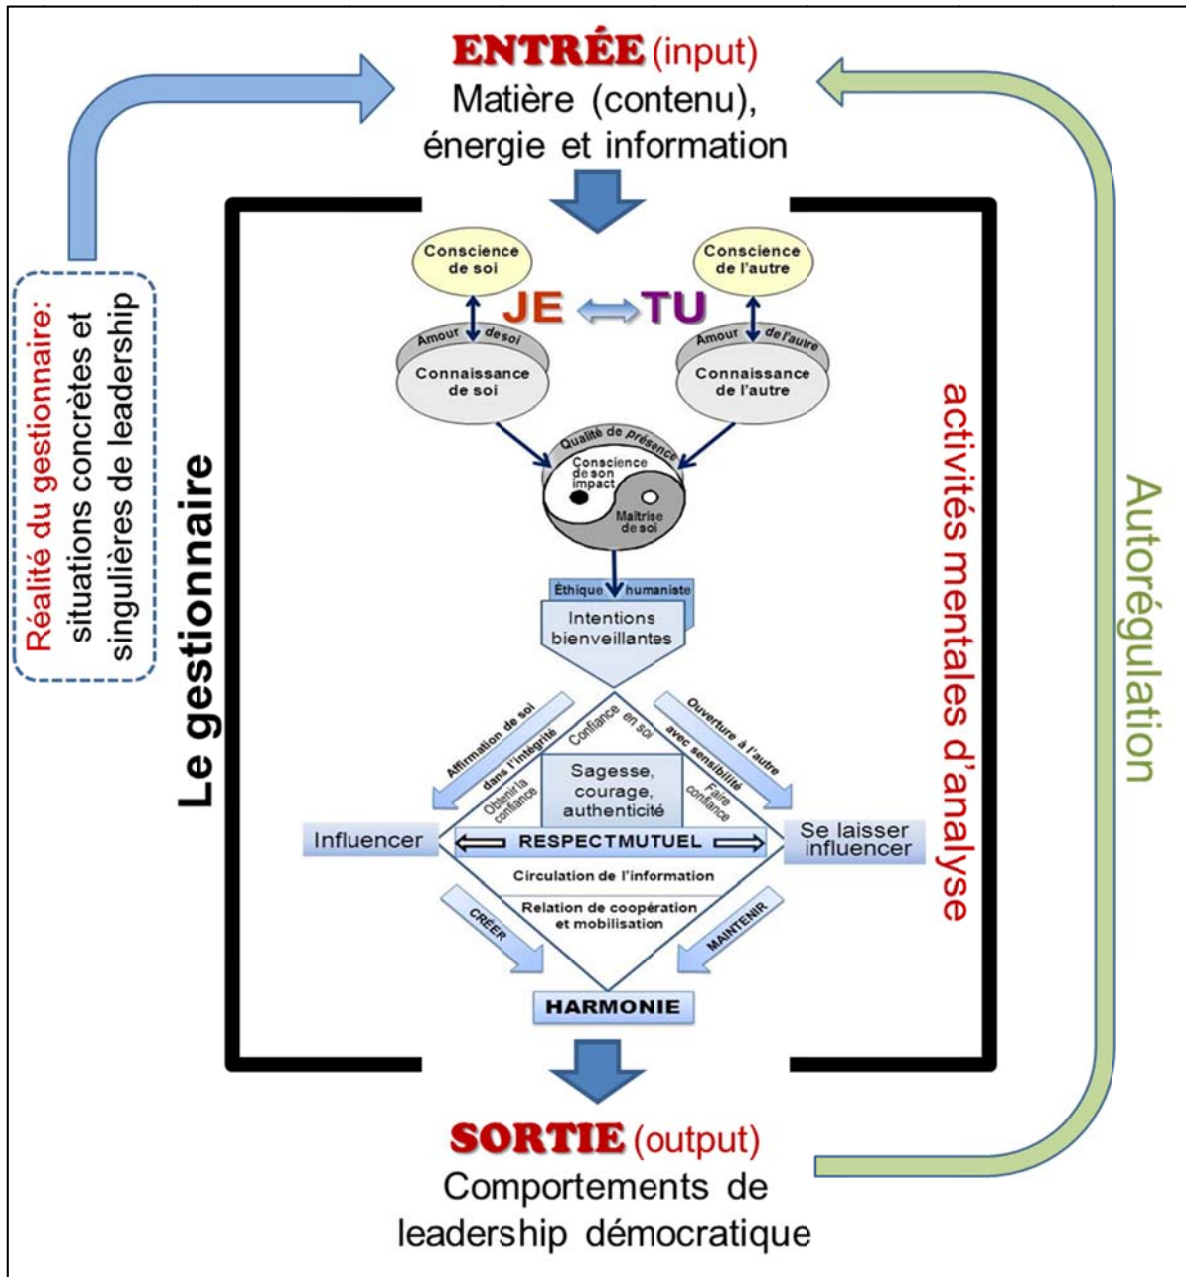 ENTRÉE (input)
Matière (contenu),
énergie et information
Réalité du gestionnaire:
situations concrètes et
singulières de leadership
Le gestionnaire
Conscience
de soi
Conscience
de l'autre
JE
TU
Amour de soi
Connaissance
de soi
Amour de l'autre
Connaissance
de l'autre
Qualité de présence
Conscience
de son
impact
Maîtrise
de soi
Éthique humaniste
Intentions
bienveillantes
Affirmation de soi
dans l'intégrité
Confiance en soi
Ouverture à l'autre
avec sensibilité
Obtenir la
confiance
Sagesse,
courage,
authenticité
Faire
confiance
Influencer
RESPECT MUTUEL
Se laisser
influencer
Circulation de l'information
Relation de coopération
et mobilisation
CRÉER
MAINTENIR
HARMONIE
activités mentales d'analyse
Autorégulation
SORTIE (output)
Comportements de
leadership démocratique